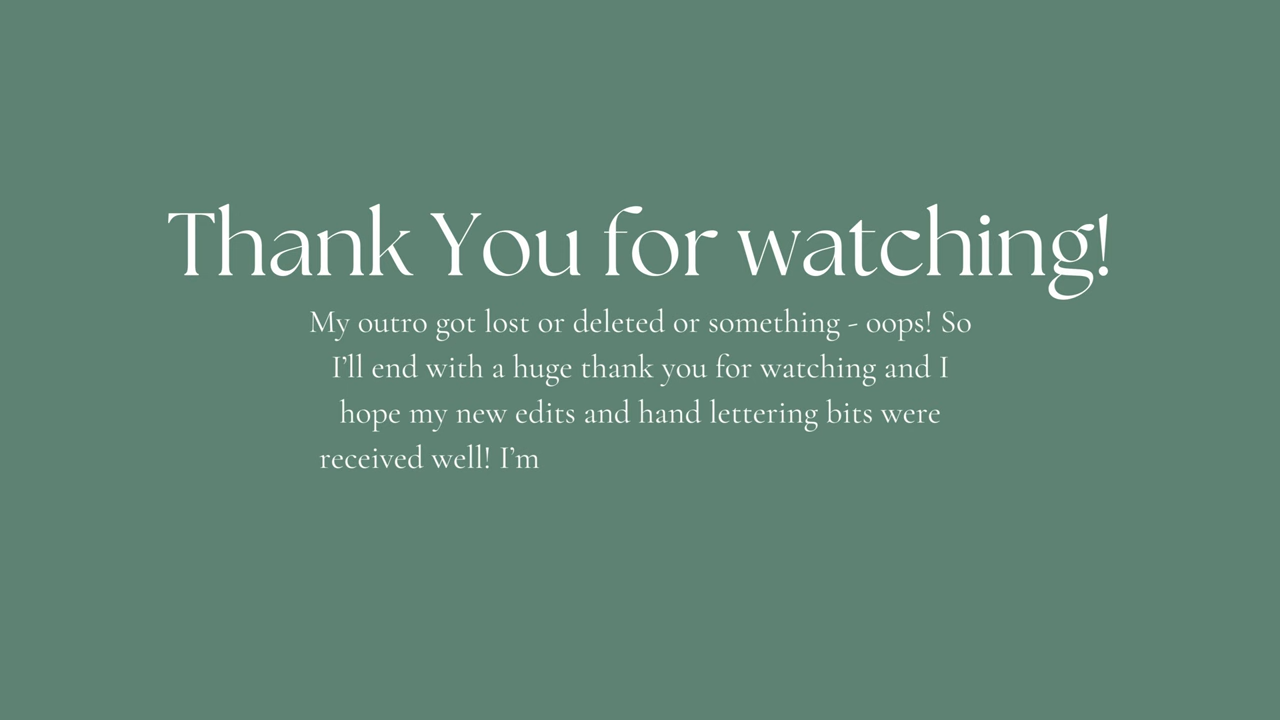 Thank You for watching!
My outro got lost or deleted or something - oops! So
I’ll end with a huge thank you for watching and I
hope my new edits and hand lettering bits were
received well! I’m